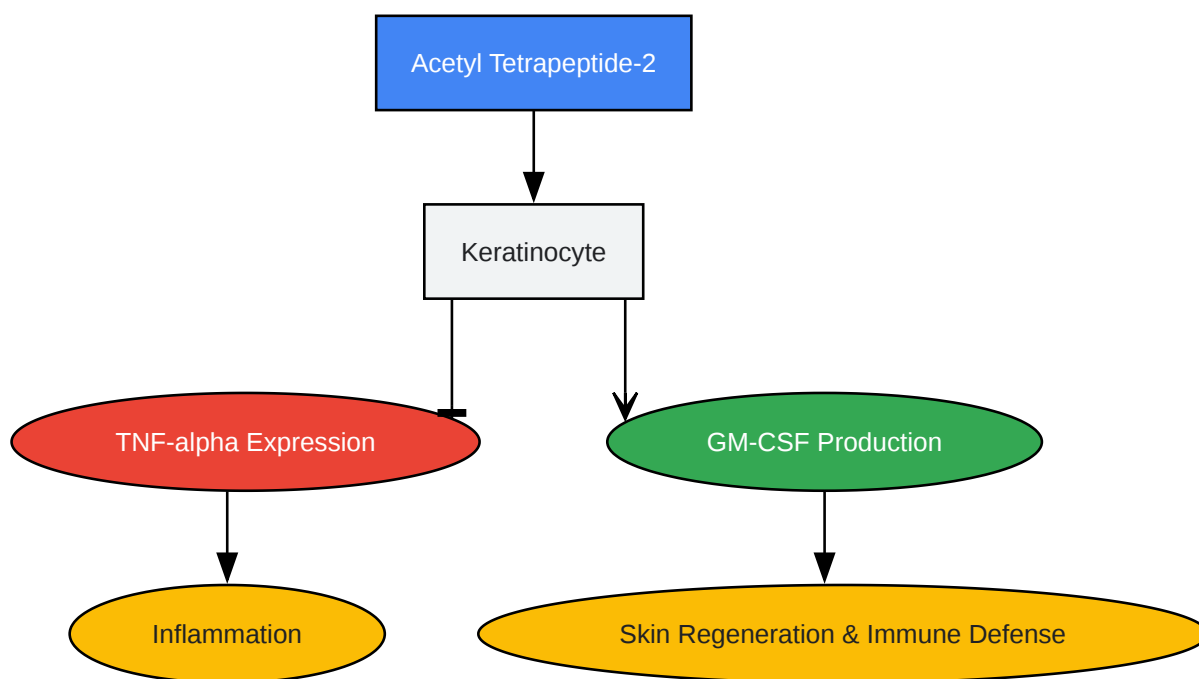 Acetyl Tetrapeptide-2
Keratinocyte
TNF-alpha Expression
GM-CSF Production
Inflammation
Skin Regeneration & Immune Defense